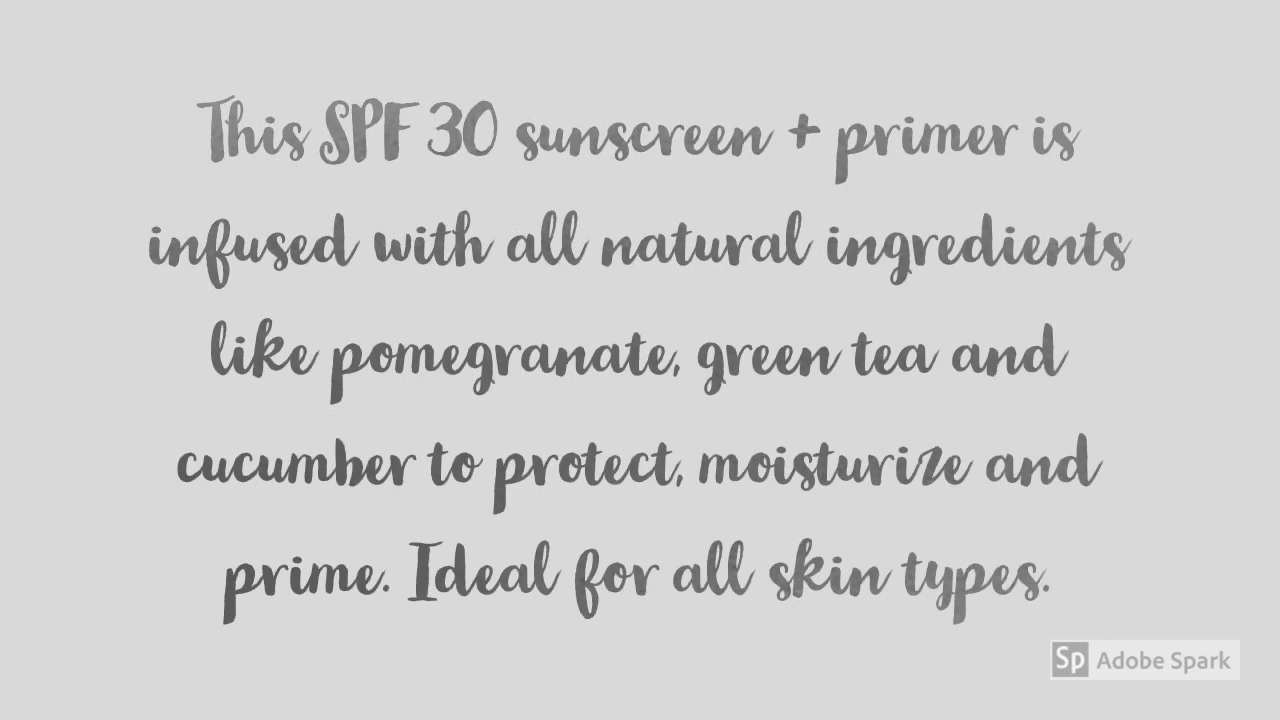 This SPF 30 sunscreen + primer is
infused with all natural ingredients
like pomegranate, green tea and
cucumber to protect, moisturize and
prime. Ideal for all skin types.
Sp Adobe Spark